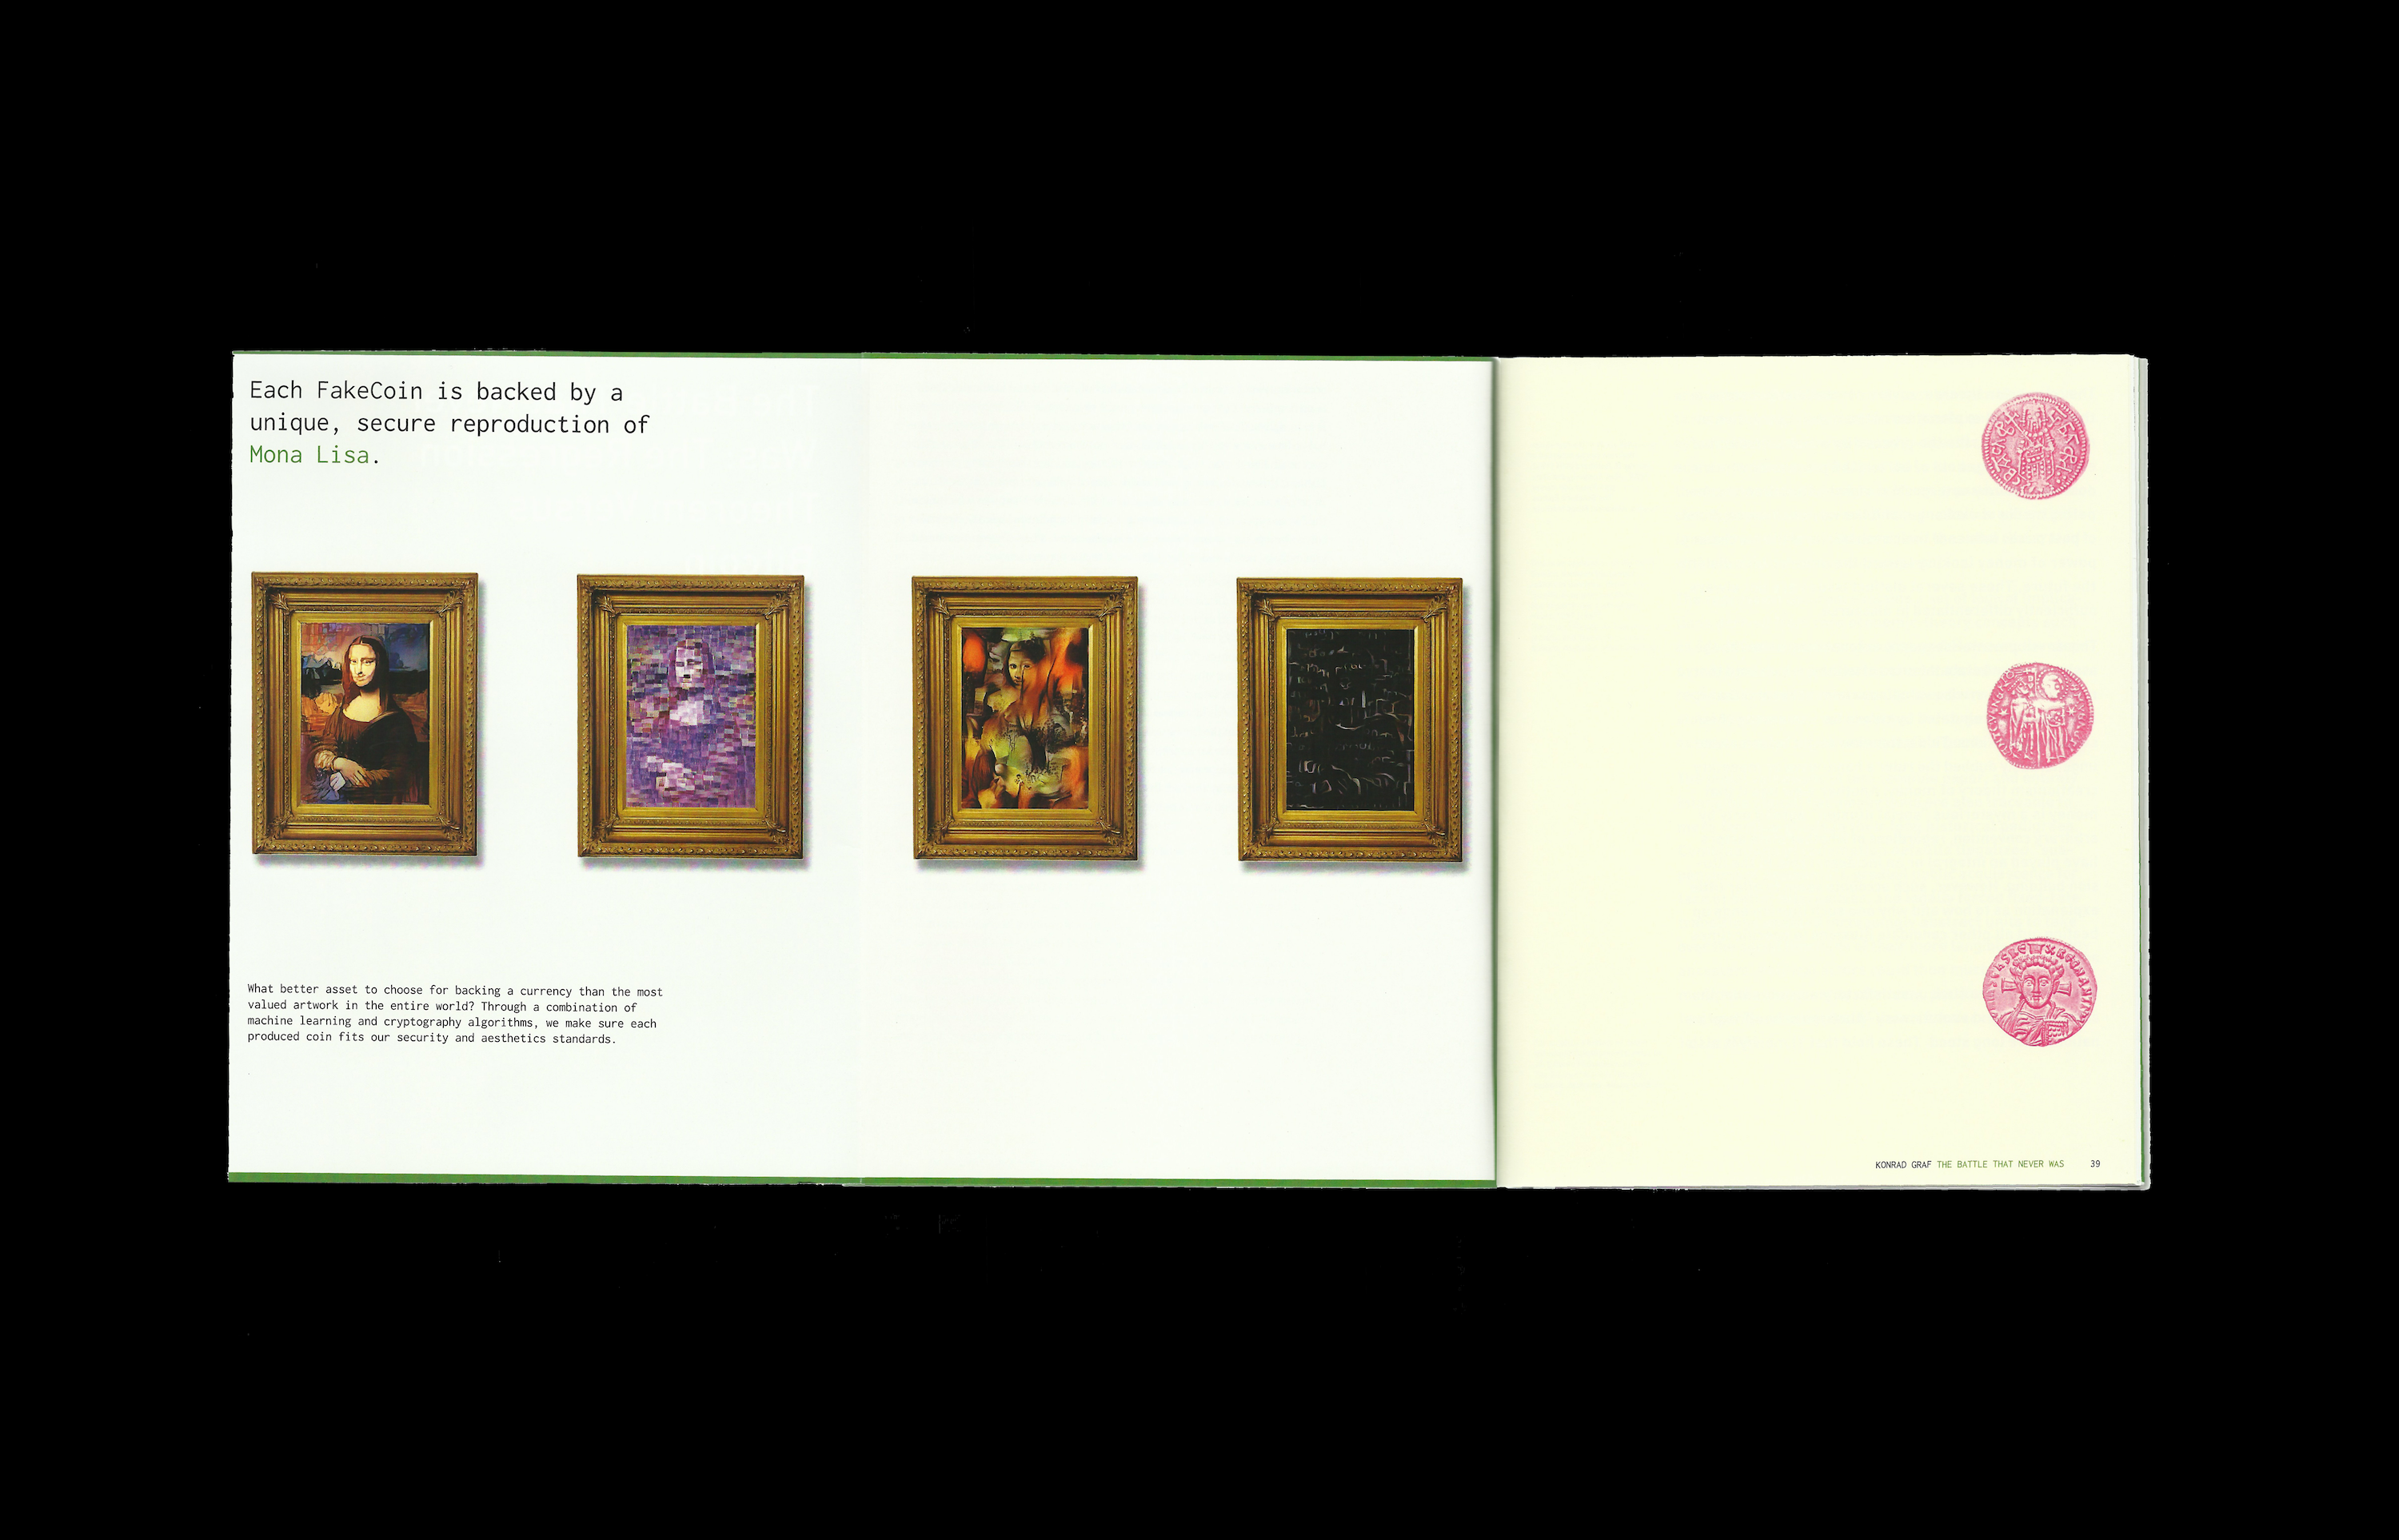 Each FakeCoin is backed by a
unique, secure reproduction of
Mona Lisa.
What better asset to choose for backing a currency than the most
valued artwork in the entire world? Through a combination of
machine learning and cryptography algorithms, we make sure each
produced coin fits our security and aesthetics standards.
KONRAD GRAF THE BATTLE THAT NEVER WAS 39